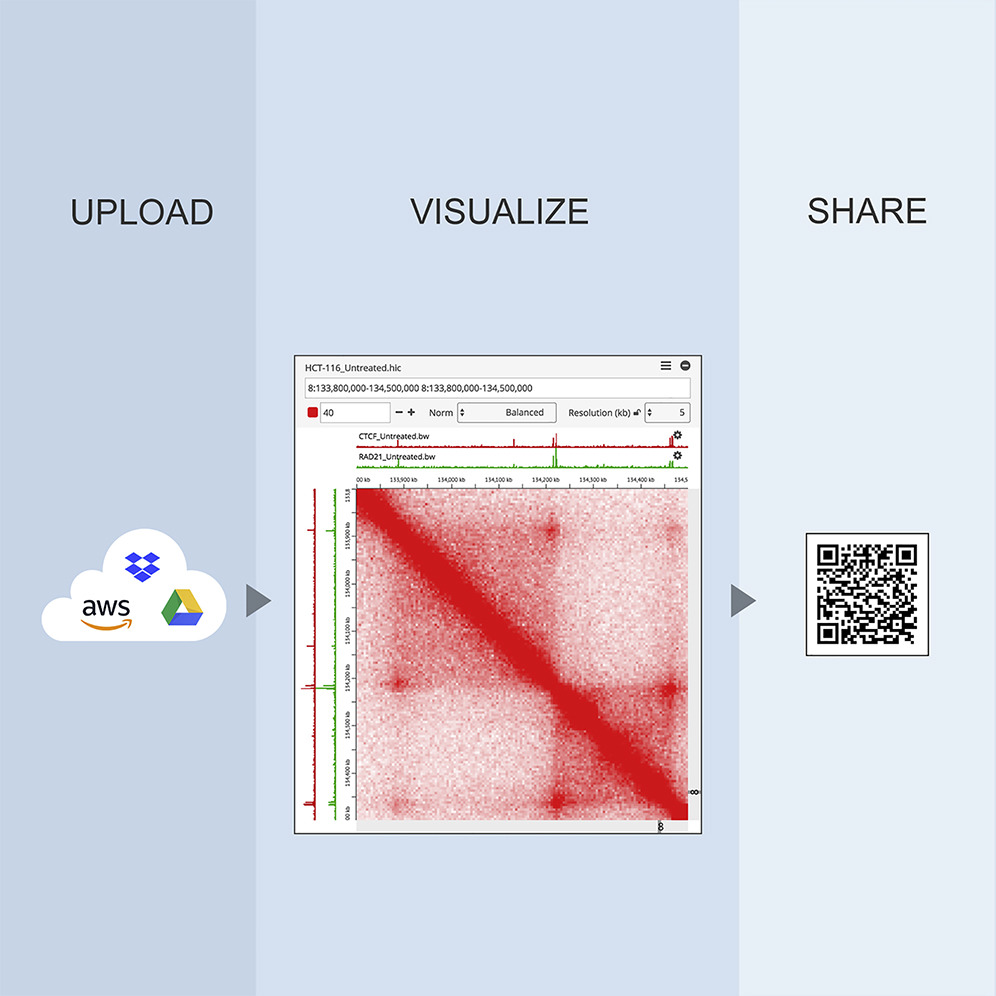 UPLOAD
VISUALIZE
SHARE
HCT-116_Untreated.hic
8:133,800,000-134,500,000 8:133,800,000-134,500,000
40
Norm
Balanced
Resolution (kb)
5
CTCF_Untreated.bw
RAD21_Untreated.bw
00 kb 133,900 kb 134,000 kb 134,100 kb 134,200 kb 134,300 kb 134,400 kb 134,5
133,8
133,900 kb
134,000 kb
134,100 kb
134,200 kb
134,300 kb
134,400 kb
00 kb
8
8
aws